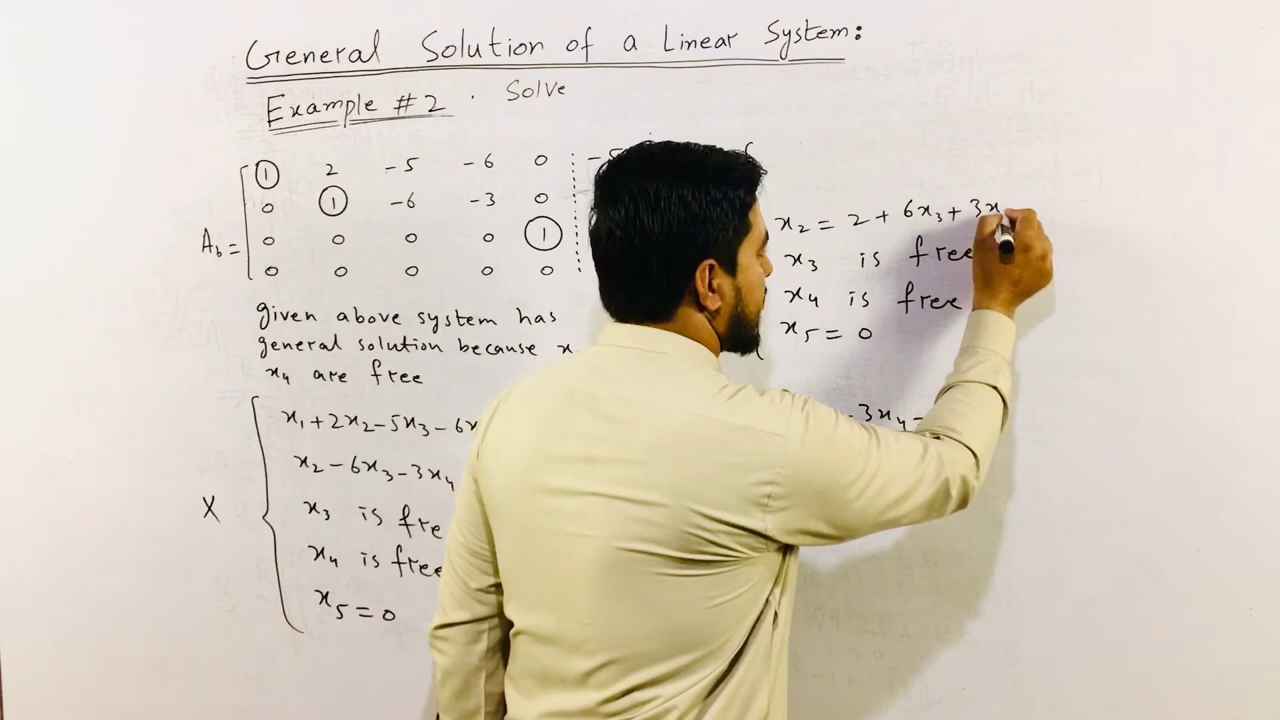 General Solution of a Linear System:
Example #2 . Solve
A_b = [ 1 2 -5 -6 0 ⋮ -5
0 1 -6 -3 0
0 0 0 0 1
0 0 0 0 0
given above system has
general solution because x
x₄ are free
X { x₁+2x₂-5x₃-6x
x₂-6x₃-3x₄
x₃ is fre
x₄ is free
x₅=0
x₂ = 2 + 6x₃ + 3x
x₃ is free
x₄ is free
x₅ = 0
3x₄-